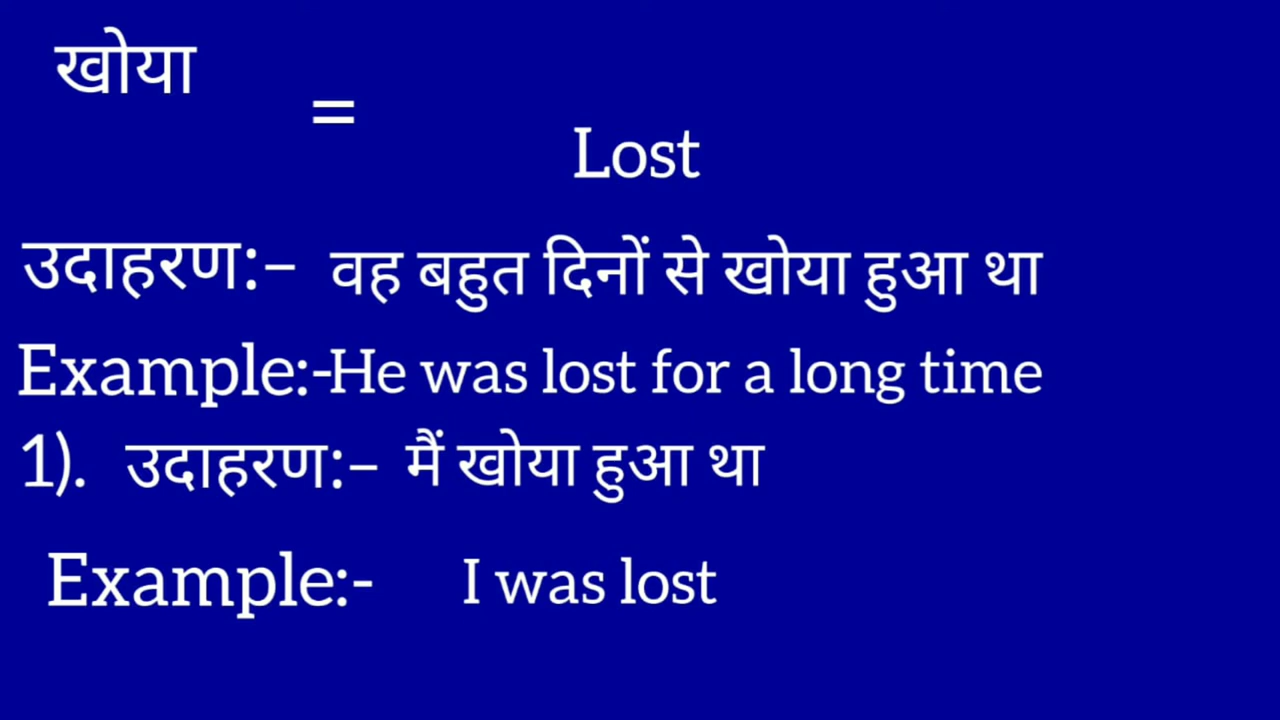 खोया = Lost
उदाहरण:– वह बहुत दिनों से खोया हुआ था
Example:-He was lost for a long time
1). उदाहरण:– मैं खोया हुआ था
Example:- I was lost